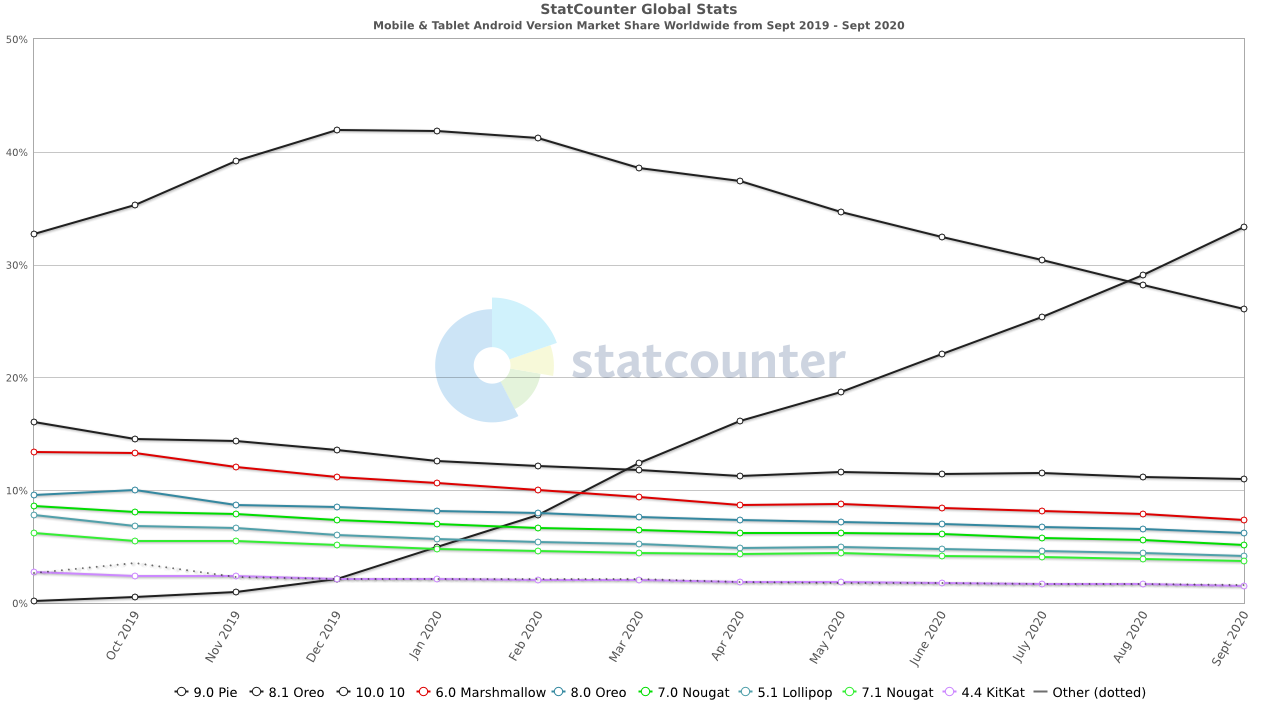 StatCounter Global Stats
Mobile & Tablet Android Version Market Share Worldwide from Sept 2019 - Sept 2020
50%
40%
30%
statcounter
20%
10%
0%
Oct 2019
Nov 2019
Dec 2019
Jan 2020
Feb 2020
Mar 2020
Apr 2020
May 2020
June 2020
July 2020
Aug 2020
Sept 2020
9.0 Pie 8.1 Oreo 10.0 10 6.0 Marshmallow 8.0 Oreo 7.0 Nougat 5.1 Lollipop 7.1 Nougat 4.4 KitKat Other (dotted)